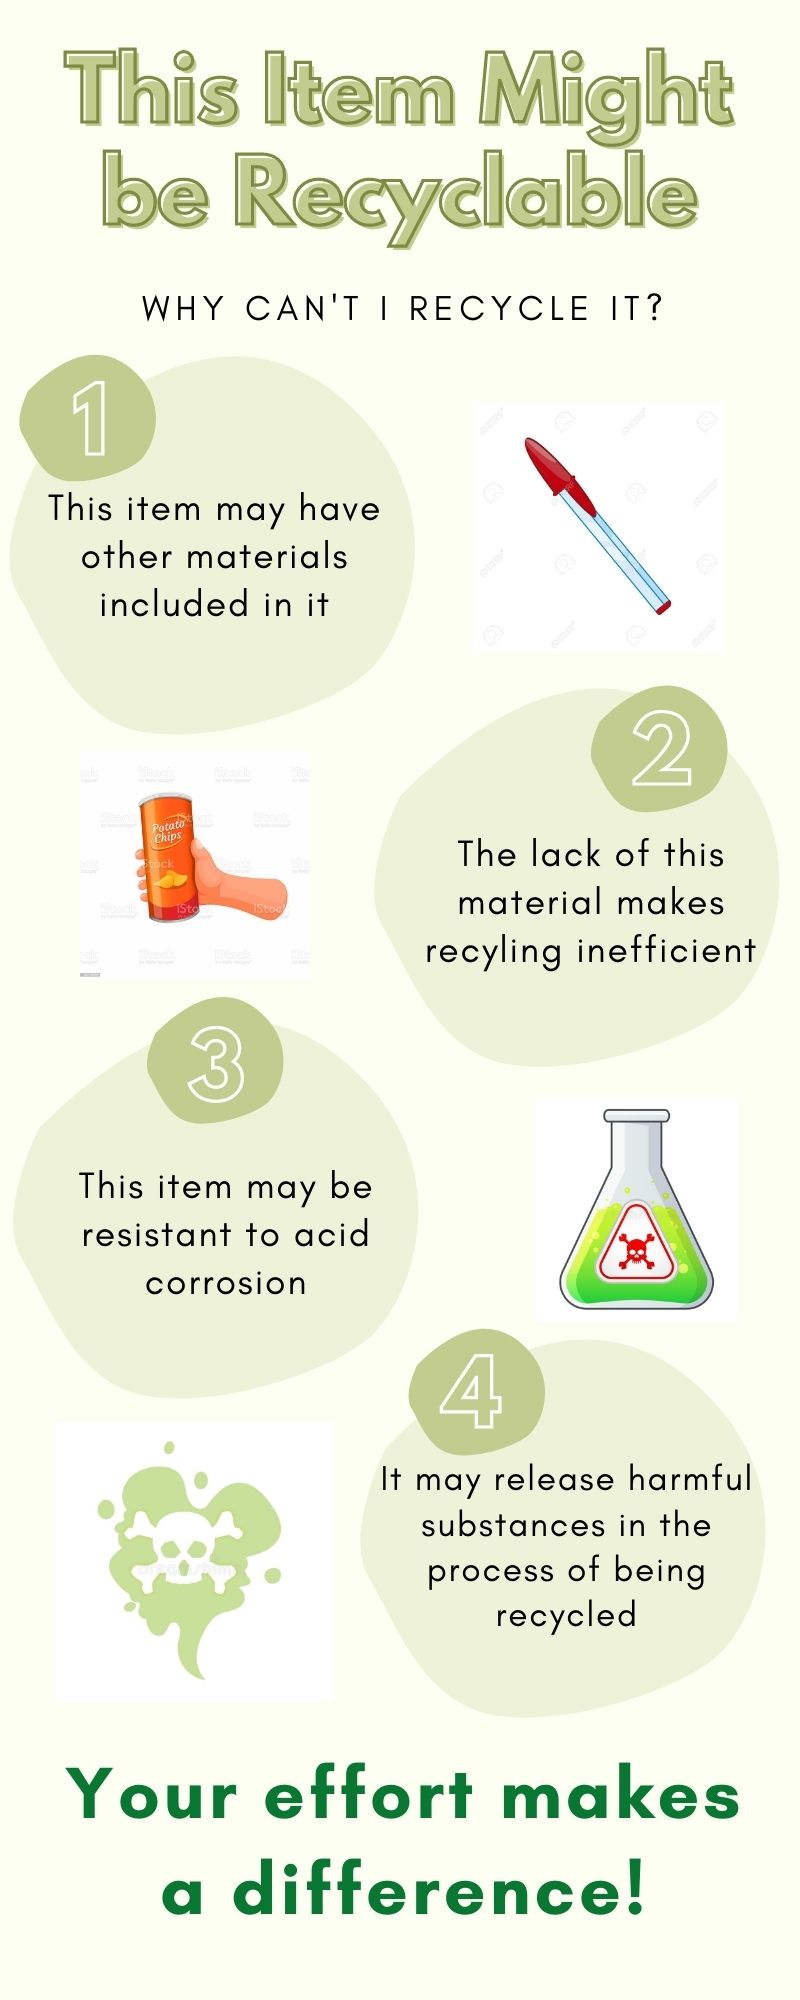 This Item Might
be Recyclable
WHY CAN'T I RECYCLE IT?
1
This item may have
other materials
included in it
2
Potato
Chips
iStock
The lack of this
material makes
recyling inefficient
3
This item may be
resistant to acid
corrosion
4
It may release harmful
substances in the
process of being
recycled
Your effort makes
a difference!